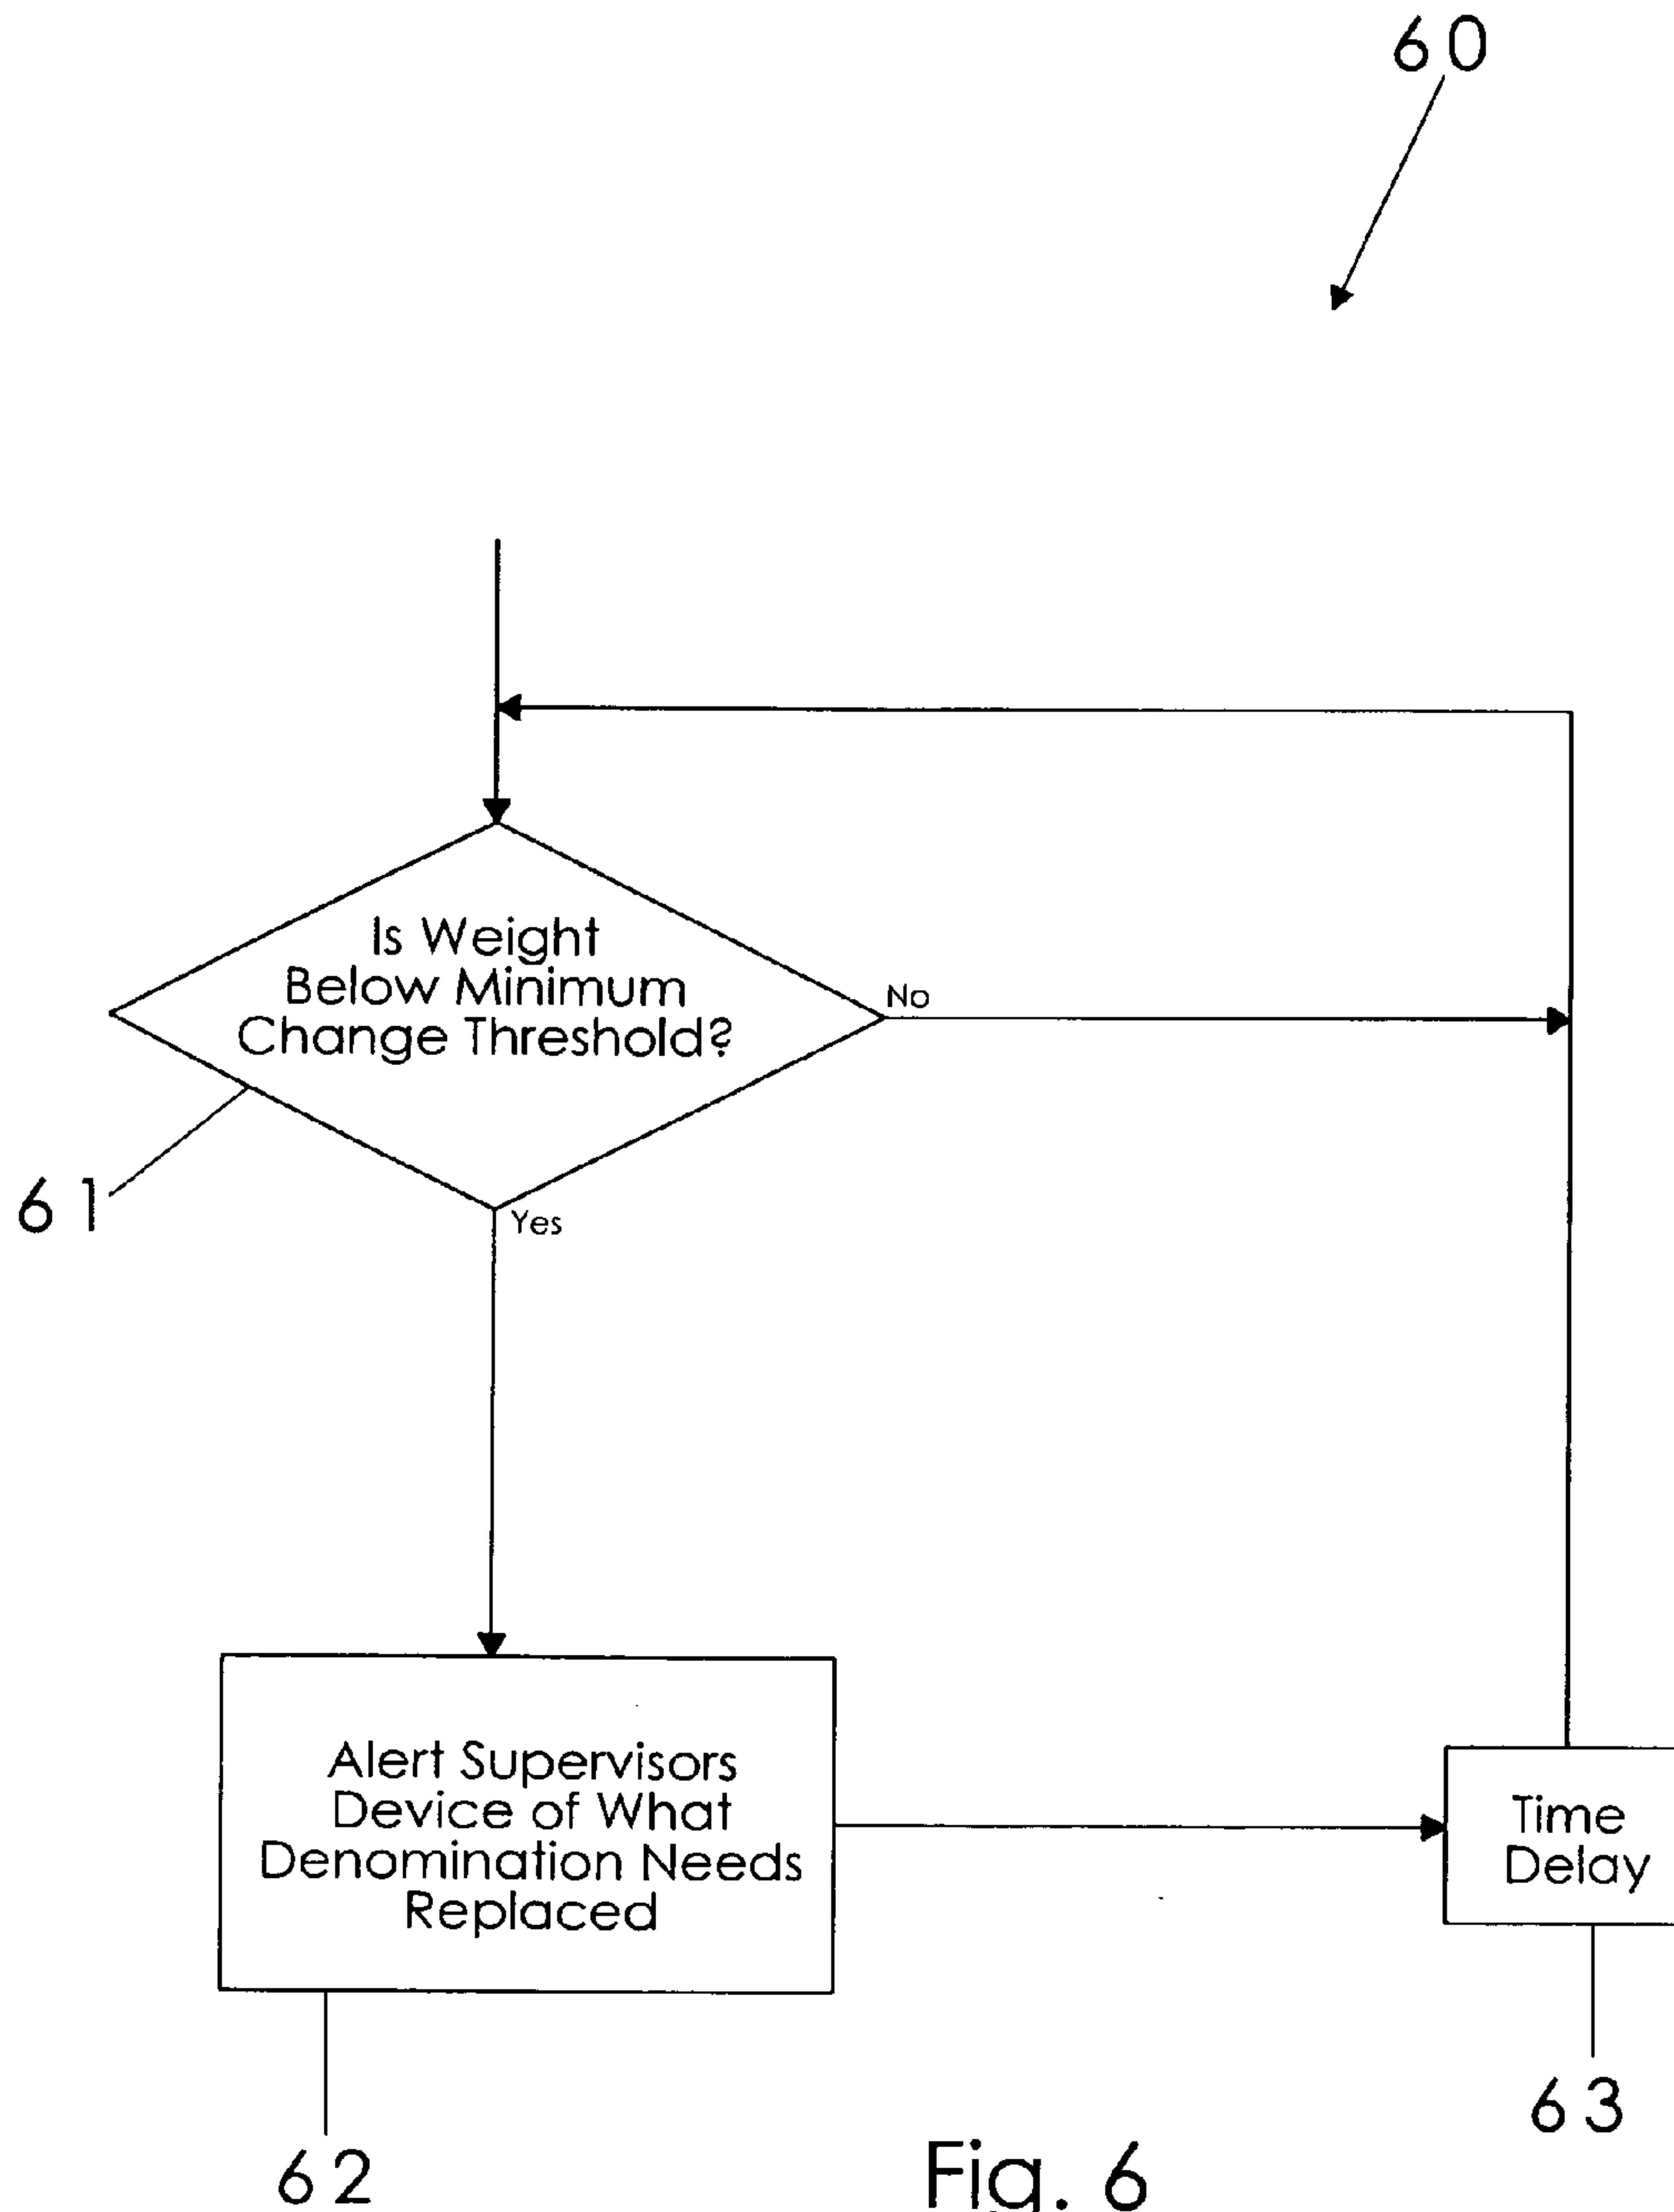 60
Is Weight
Below Minimum
Change Threshold?
No
61
Yes
Alert Supervisors
Device of What
Denomination Needs
Replaced
Time
Delay
63
62
Fig. 6